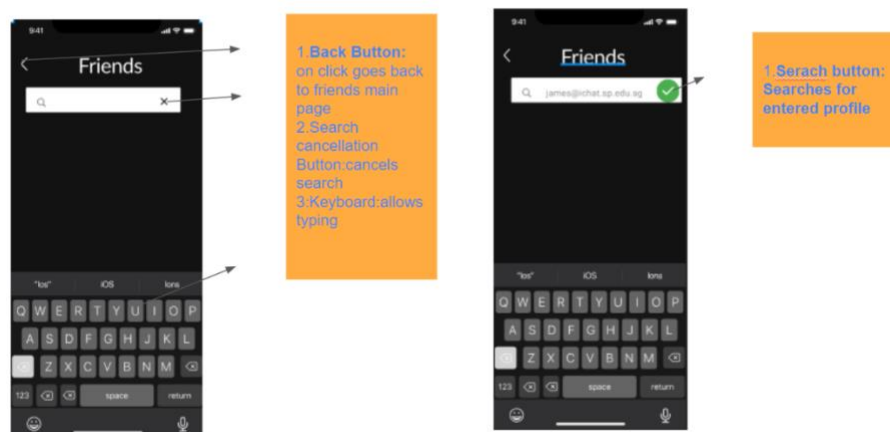 9:41
Friends
"Ios" iOS Ions
Q W E R T Y U I O P
A S D F G H J K L
Z X C V B N M
123 space return
1.Back Button:
on click goes back
to friends main
page
2.Search
cancellation
Button:cancels
search
3:Keyboard:allows
typing
9:41
Friends
james@ichat.sp.edu.sg
"Ios" iOS Ions
Q W E R T Y U I O P
A S D F G H J K L
Z X C V B N M
123 space return
1.Serach button:
Searches for
entered profile